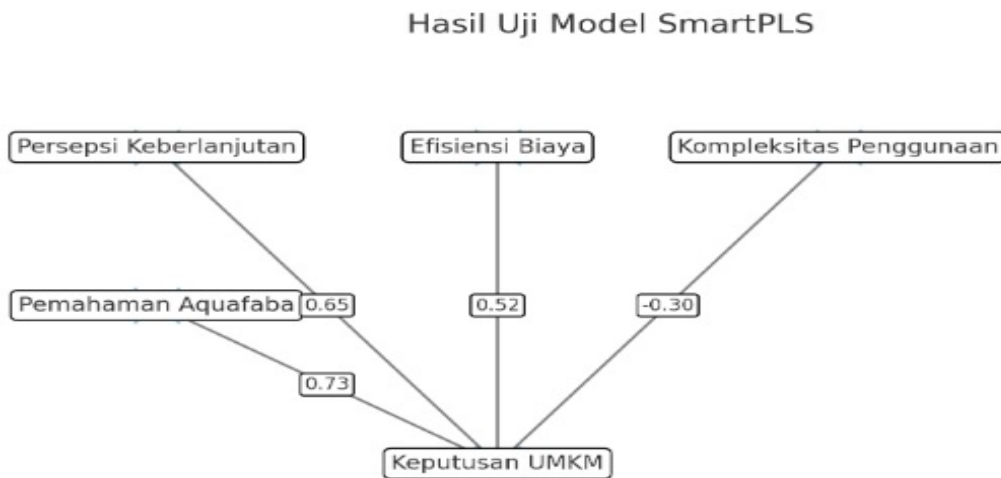 Hasil Uji Model SmartPLS
Persepsi Keberlanjutan
Efisiensi Biaya
Kompleksitas Penggunaan
Pemahaman Aquafaba
0.65
0.52
-0.30
0.73
Keputusan UMKM